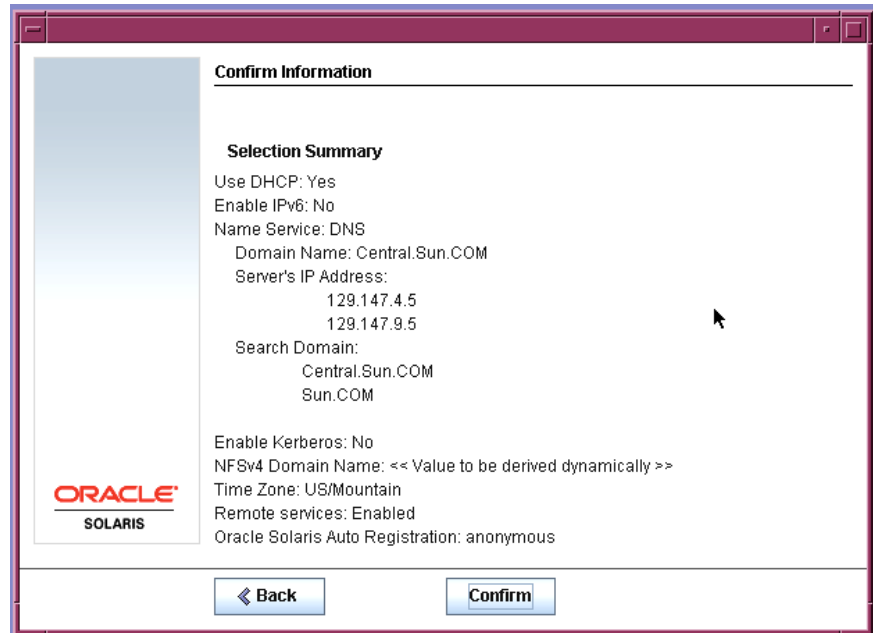 Confirm Information
Selection Summary
Use DHCP: Yes
Enable IPv6: No
Name Service: DNS
Domain Name: Central.Sun.COM
Server's IP Address:
129.147.4.5
129.147.9.5
Search Domain:
Central.Sun.COM
Sun.COM
Enable Kerberos: No
NFSv4 Domain Name: << Value to be derived dynamically >>
Time Zone: US/Mountain
Remote services: Enabled
Oracle Solaris Auto Registration: anonymous
ORACLE
SOLARIS
Back
Confirm